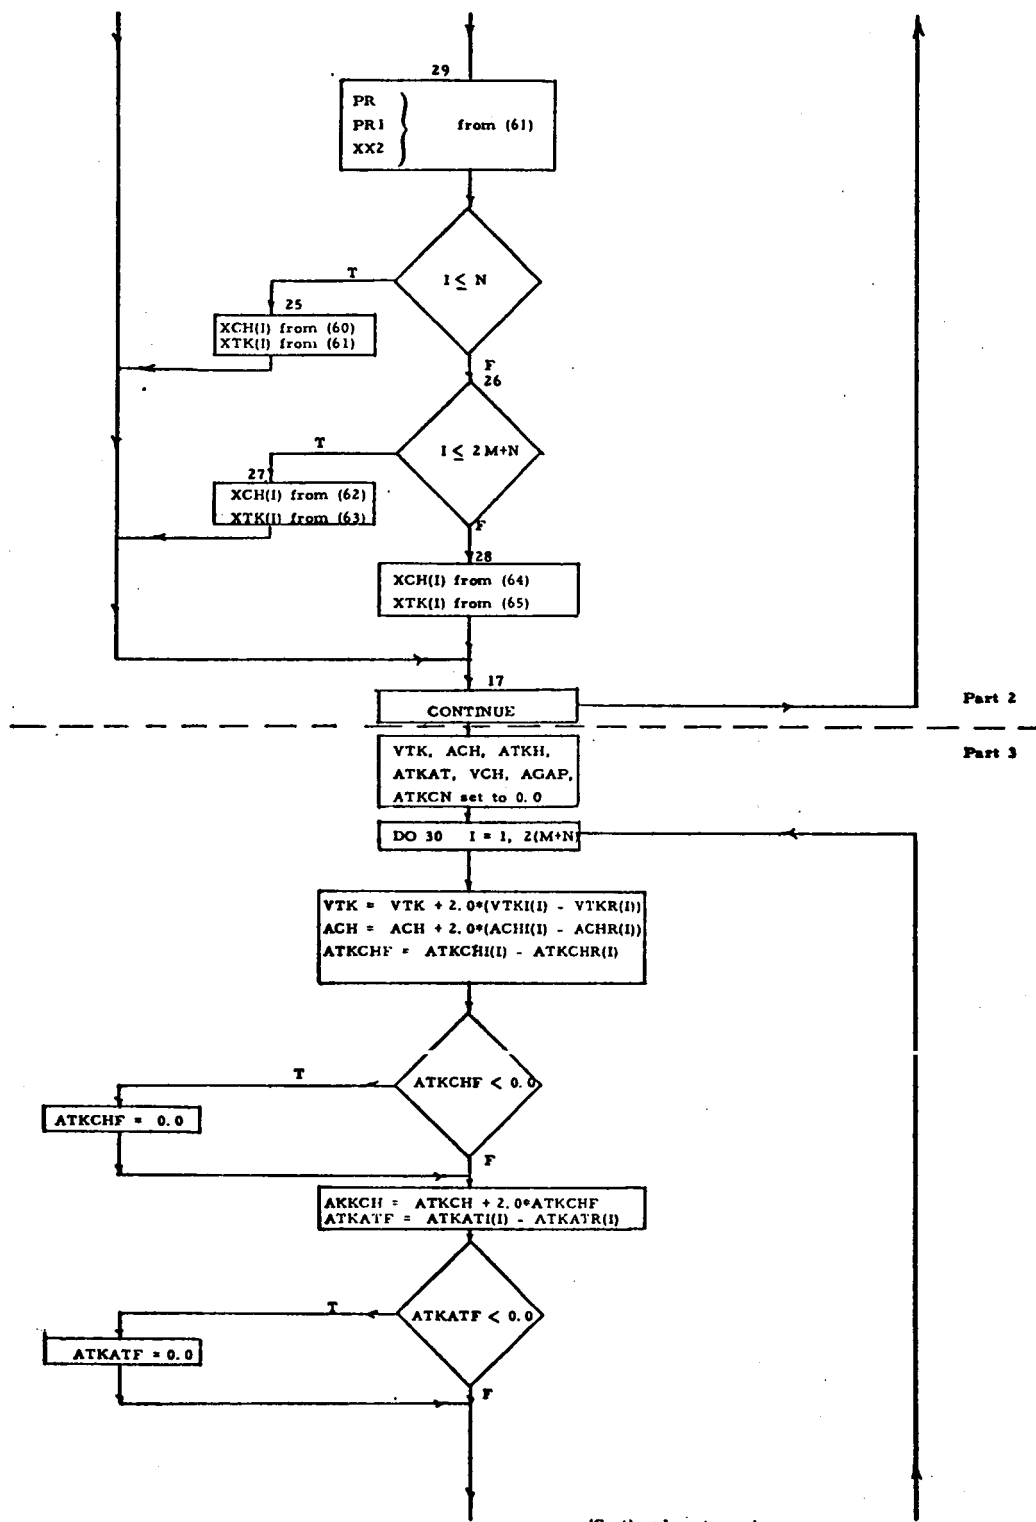 29
PR
PR1
XX2
from (61)
I ≤ N
T
25
XCH(I) from (60)
XTK(I) from (61)
F
26
I ≤ 2M+N
T
27
XCH(I) from (62)
XTK(I) from (63)
F
28
XCH(I) from (64)
XTK(I) from (65)
17
CONTINUE
Part 2
Part 3
VTK, ACH, ATKH,
ATKAT, VCH, AGAP,
ATKCN set to 0.0
DO 30 I = 1, 2(M+N)
VTK = VTK + 2.0*(VTKI(I) - VTKR(I))
ACH = ACH + 2.0*(ACHI(I) - ACHR(I))
ATKCHF = ATKCHI(I) - ATKCHR(I)
ATKCHF < 0.0
T
ATKCHF = 0.0
F
AKKCH = ATKCH + 2.0*ATKCHF
ATKATF = ATKATI(I) - ATKATR(I)
ATKATF < 0.0
T
ATKATF = 0.0
F